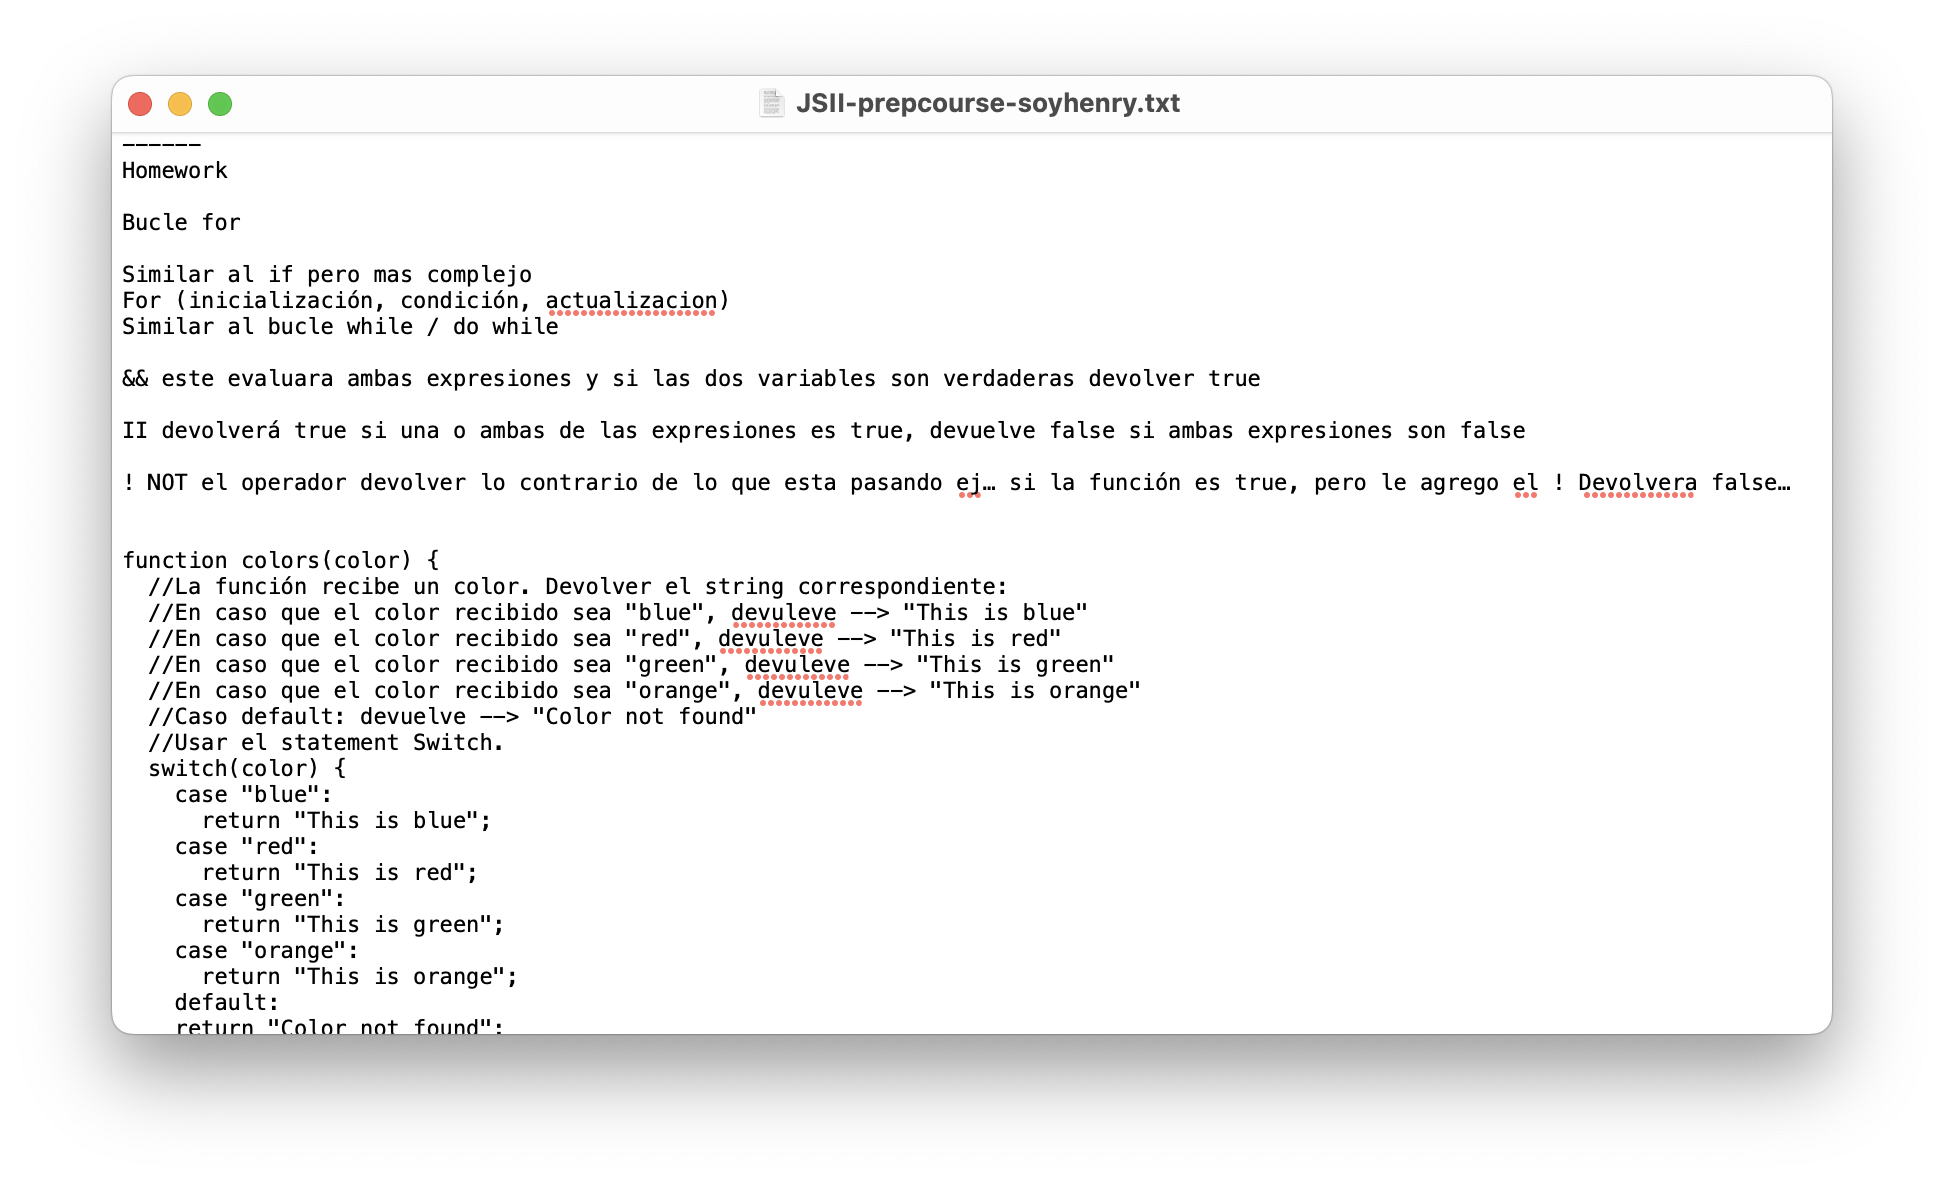 JSII-prepcourse-soyhenry.txt
------
Homework
Bucle for
Similar al if pero mas complejo
For (inicialización, condición, actualizacion)
Similar al bucle while / do while
&& este evaluara ambas expresiones y si las dos variables son verdaderas devolver true
II devolverá true si una o ambas de las expresiones es true, devuelve false si ambas expresiones son false
! NOT el operador devolver lo contrario de lo que esta pasando ej… si la función es true, pero le agrego el ! Devolvera false…
function colors(color) {
  //La función recibe un color. Devolver el string correspondiente:
  //En caso que el color recibido sea "blue", devuleve --> "This is blue"
  //En caso que el color recibido sea "red", devuleve --> "This is red"
  //En caso que el color recibido sea "green", devuleve --> "This is green"
  //En caso que el color recibido sea "orange", devuleve --> "This is orange"
  //Caso default: devuelve --> "Color not found"
  //Usar el statement Switch.
  switch(color) {
    case "blue":
      return "This is blue";
    case "red":
      return "This is red";
    case "green":
      return "This is green";
    case "orange":
      return "This is orange";
    default:
    return "Color not found";